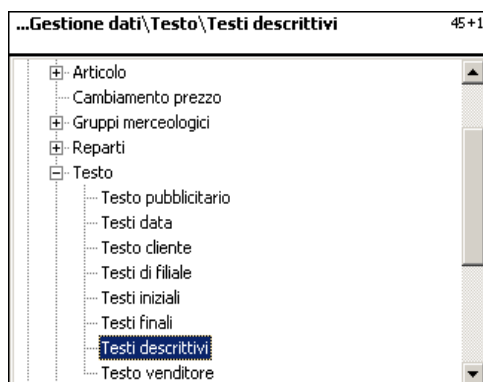 ...Gestione dati\Testo\Testi descrittivi 45+1
Articolo
Cambiamento prezzo
Gruppi merceologici
Reparti
Testo
Testo pubblicitario
Testi data
Testo cliente
Testi di filiale
Testi iniziali
Testi finali
Testi descrittivi
Testo venditore